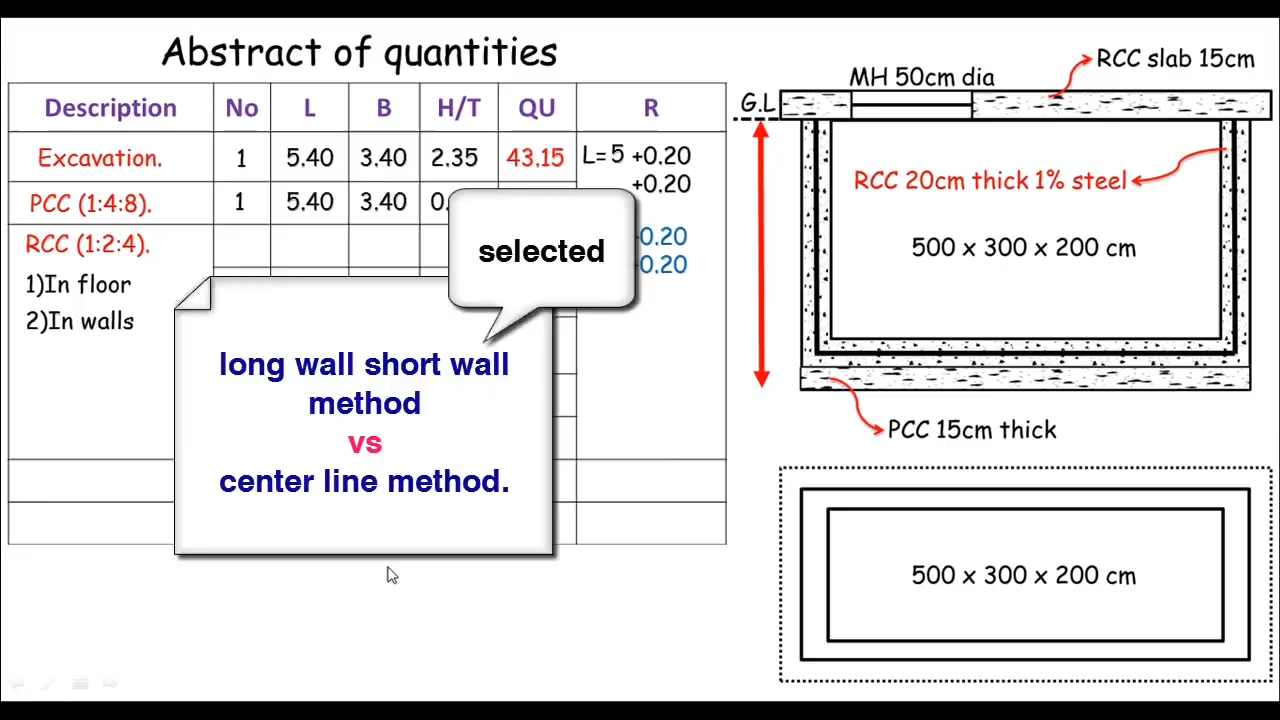 Abstract of quantities
Description No L B H/T QU R
Excavation. 1 5.40 3.40 2.35 43.15 L= 5 +0.20
+0.20
PCC (1:4:8). 1 5.40 3.40 0.
RCC (1:2:4). 0.20
0.20
1)In floor
2)In walls
selected
long wall short wall
method
vs
center line method.
RCC slab 15cm
MH 50cm dia
G.L
RCC 20cm thick 1% steel
500 x 300 x 200 cm
PCC 15cm thick
500 x 300 x 200 cm